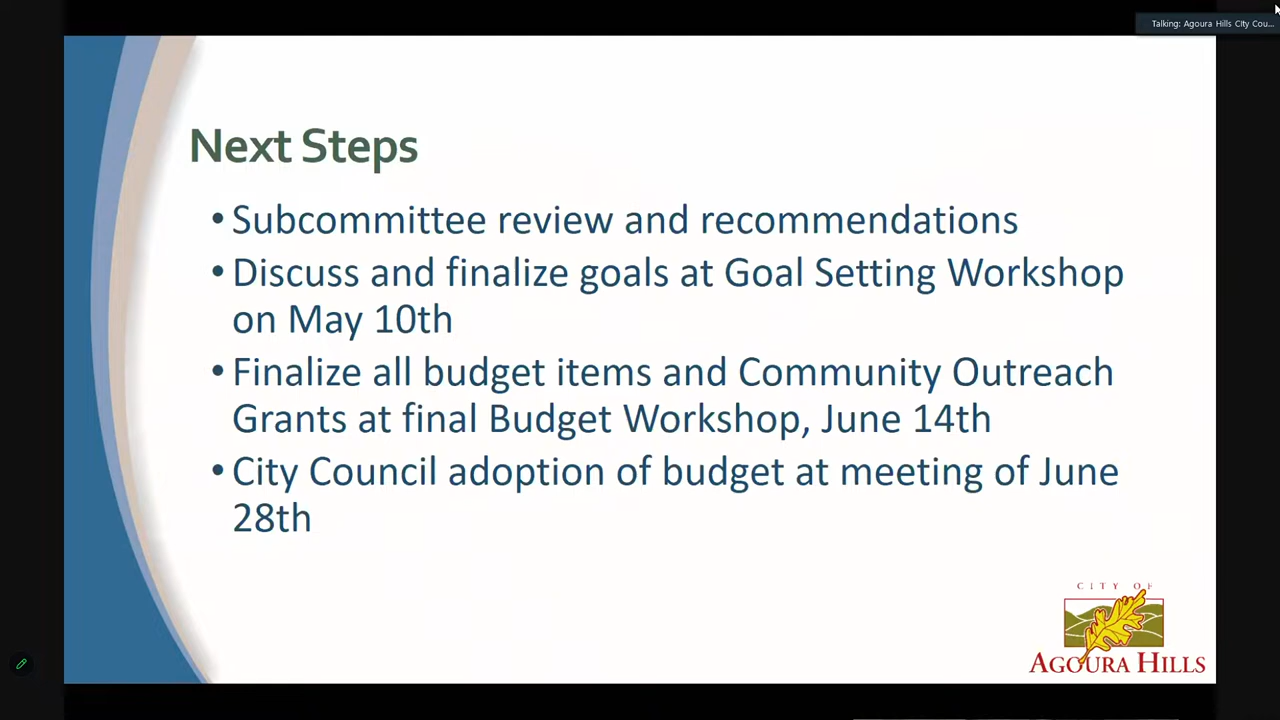 Talking: Agoura Hills City Cou...
Next Steps
• Subcommittee review and recommendations
• Discuss and finalize goals at Goal Setting Workshop
on May 10th
• Finalize all budget items and Community Outreach
Grants at final Budget Workshop, June 14th
• City Council adoption of budget at meeting of June
28th
CITY OF
AGOURA HILLS